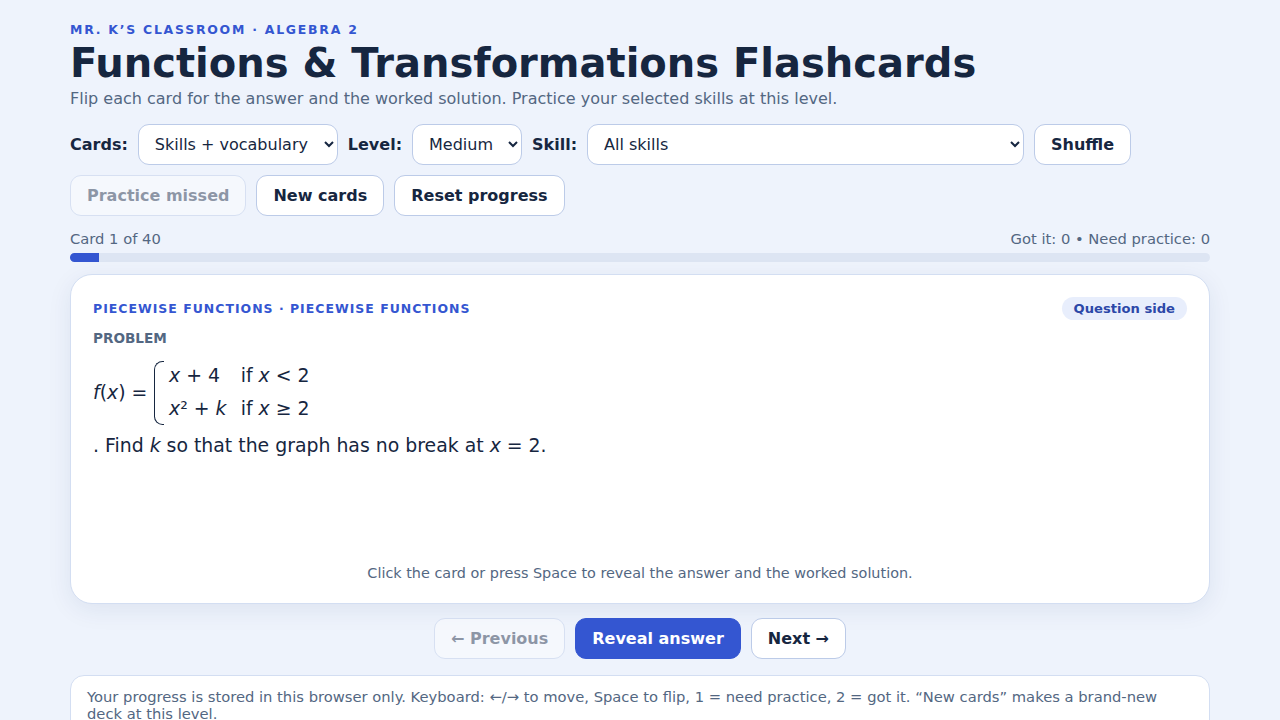 MR. K’S CLASSROOM · ALGEBRA 2
Functions & Transformations Flashcards
Flip each card for the answer and the worked solution. Practice your selected skills at this level.
Cards: Skills + vocabulary Level: Medium Skill: All skills Shuffle
Practice missed New cards Reset progress
Card 1 of 40 Got it: 0 • Need practice: 0
PIECEWISE FUNCTIONS · PIECEWISE FUNCTIONS Question side
PROBLEM
x + 4 if x < 2
f(x) =
x² + k if x ≥ 2
. Find k so that the graph has no break at x = 2.
Click the card or press Space to reveal the answer and the worked solution.
← Previous Reveal answer Next →
Your progress is stored in this browser only. Keyboard: ←/→ to move, Space to flip, 1 = need practice, 2 = got it. “New cards” makes a brand-new
deck at this level.